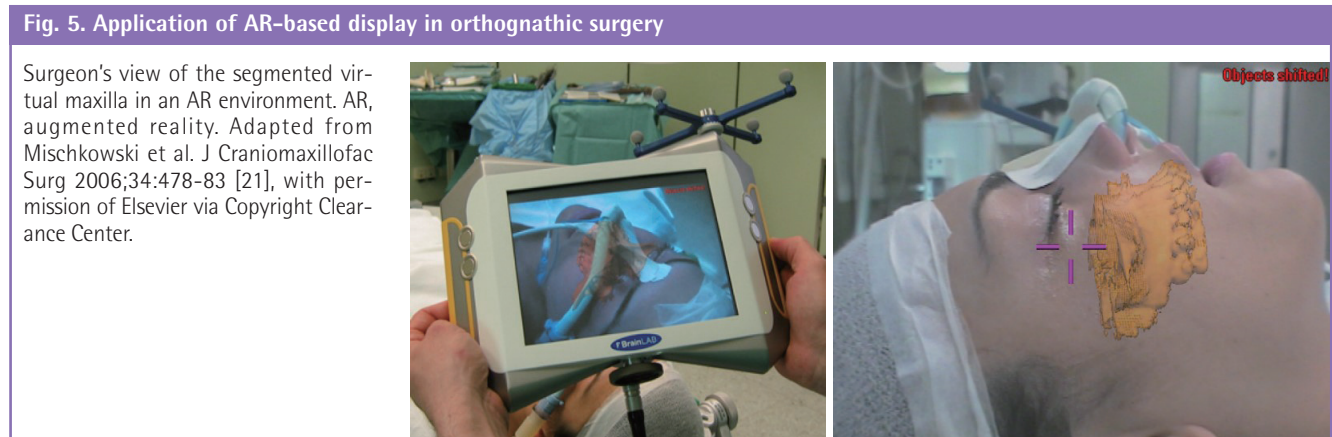 Fig. 5. Application of AR-based display in orthognathic surgery
Surgeon's view of the segmented vir-
tual maxilla in an AR environment. AR,
augmented reality. Adapted from
Mischkowski et al. J Craniomaxillofac
Surg 2006;34:478-83 [21], with per-
mission of Elsevier via Copyright Clear-
ance Center.
BrainLAB
Objects shifted!